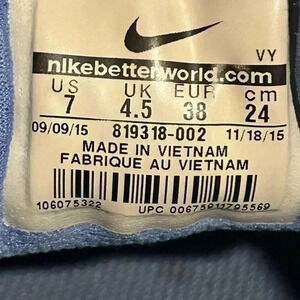 VY
nikebetterworld.com
US UK EUR cm
7 4.5 38 24
09/09/15 819318-002 11/18/15
MADE IN VIETNAM
FABRIQUE AU VIETNAM
106075322 UPC 00675911795569